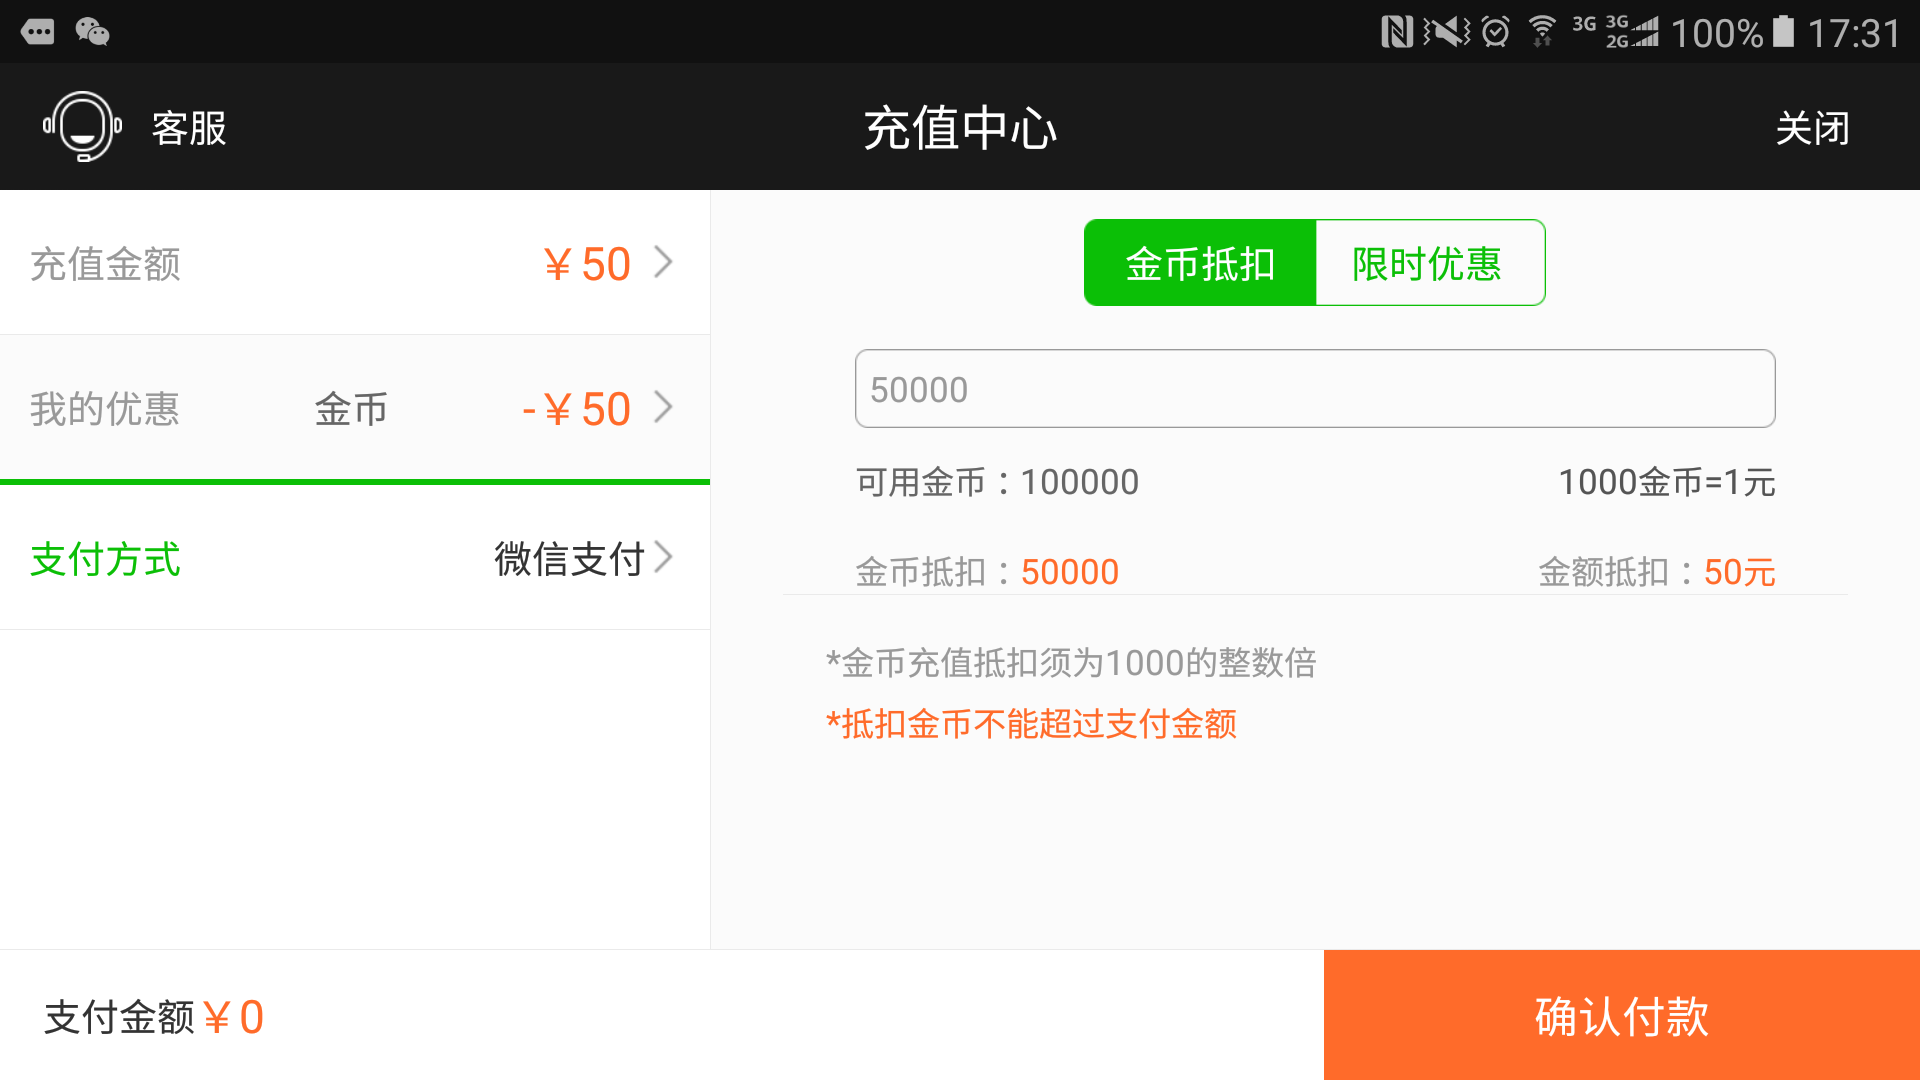 3G 3G 2G 100% 17:31
客服 充值中心 关闭
充值金额 ¥50
我的优惠 金币 -¥50
支付方式 微信支付
金币抵扣 限时优惠
50000
可用金币：100000 1000金币=1元
金币抵扣：50000 金额抵扣：50元
*金币充值抵扣须为1000的整数倍
*抵扣金币不能超过支付金额
支付金额¥0 确认付款